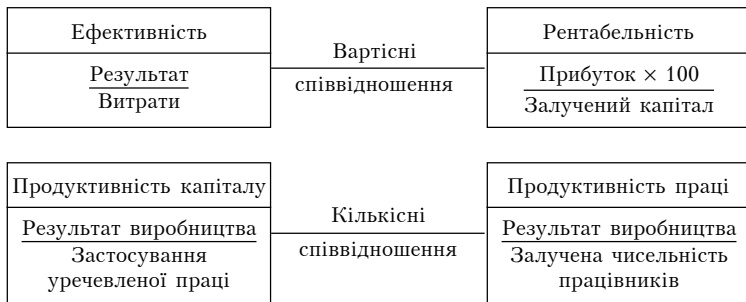 Ефективність
Результат
Витрати
Вартісні
співвідношення
Рентабельність
Прибуток × 100
Залучений капітал
Продуктивність капіталу
Результат виробництва
Застосування
уречевленої праці
Кількісні
співвідношення
Продуктивність праці
Результат виробництва
Залучена чисельність
працівників